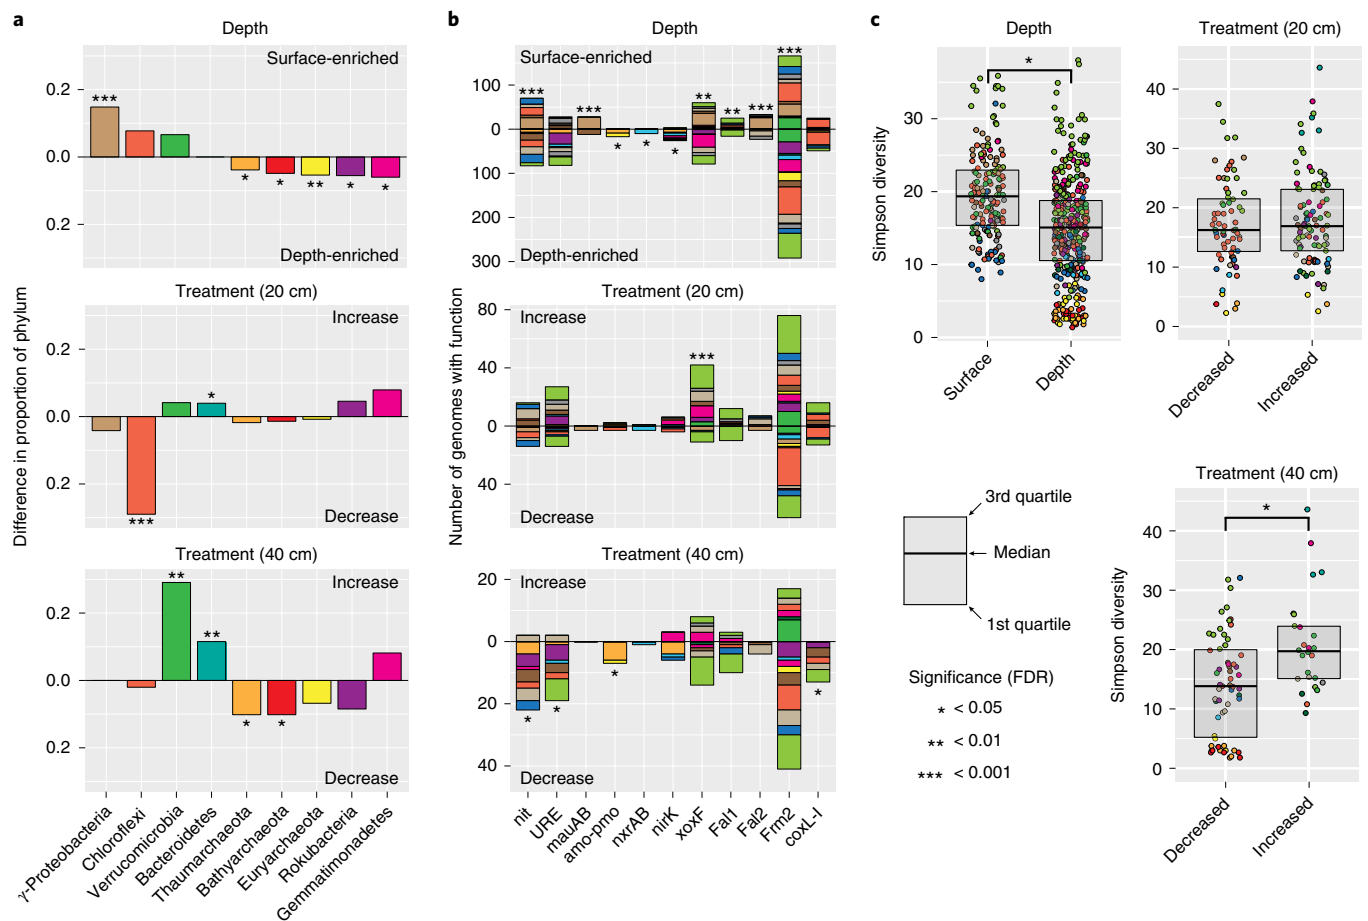 a
Depth
Surface-enriched
0.2
0.0
0.2
***
*
*
**
*
*
Depth-enriched
Treatment (20 cm)
Increase
0.2
0.0
0.2
*
***
Decrease
Treatment (40 cm)
Increase
0.2
0.0
0.2
**
**
*
*
Decrease
Difference in proportion of phylum
γ-Proteobacteria
Chloroflexi
Verrucomicrobia
Bacteroidetes
Thaumarchaeota
Bathyarchaeota
Euryarchaeota
Rokubacteria
Gemmatimonadetes
b
Depth
Surface-enriched
100
0
100
200
300
***
***
*
*
*
**
**
***
***
Depth-enriched
Treatment (20 cm)
Increase
80
40
0
40
***
Decrease
Treatment (40 cm)
Increase
20
0
20
40
*
*
*
*
Decrease
Number of genomes with function
nit
URE
mauAB
amo-pmo
nxrAB
nirK
xoxF
Fal1
Fal2
Frm2
coxL-I
c
Depth
*
30
20
10
0
Simpson diversity
Surface
Depth
Treatment (20 cm)
40
30
20
10
0
Decreased
Increased
3rd quartile
Median
1st quartile
Significance (FDR)
* < 0.05
** < 0.01
*** < 0.001
Treatment (40 cm)
*
40
30
20
10
0
Simpson diversity
Decreased
Increased